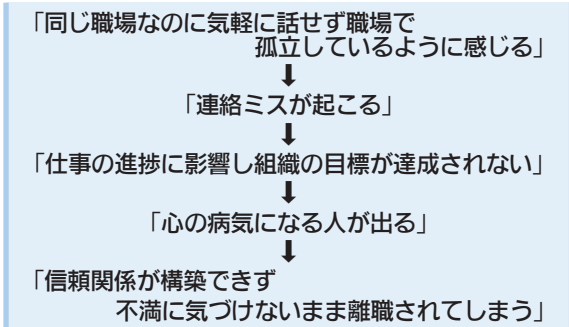 「同じ職場なのに気軽に話せず職場で
孤立しているように感じる」
⬇
「連絡ミスが起こる」
⬇
「仕事の進捗に影響し組織の目標が達成されない」
⬇
「心の病気になる人が出る」
⬇
「信頼関係が構築できず
不満に気づけないまま離職されてしまう」